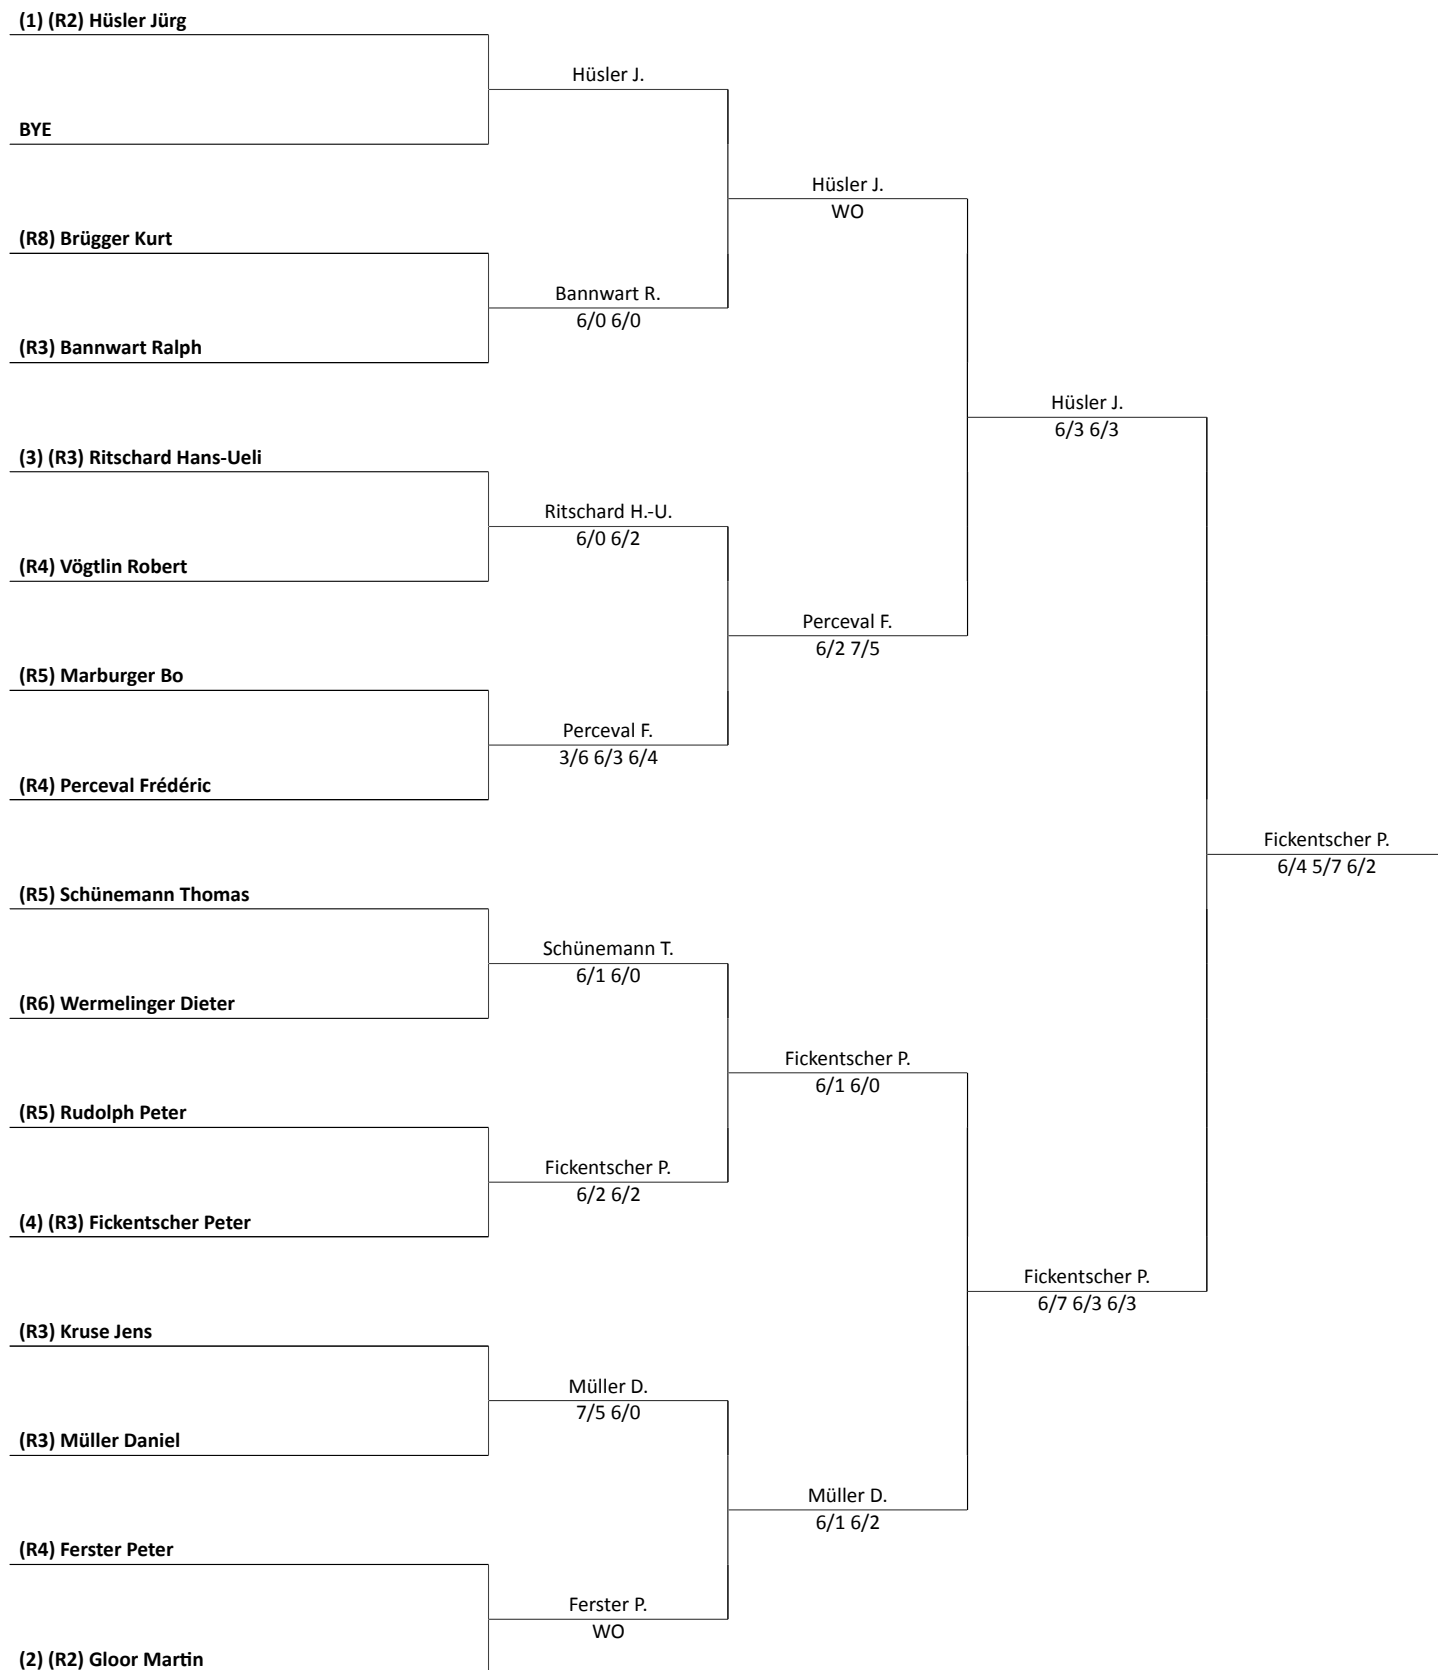 (1) (R2) Hüsler Jürg
Hüsler J.
BYE
Hüsler J.
WO
(R8) Brügger Kurt
Bannwart R.
6/0 6/0
(R3) Bannwart Ralph
Hüsler J.
6/3 6/3
(3) (R3) Ritschard Hans-Ueli
Ritschard H.-U.
6/0 6/2
(R4) Vögtlin Robert
Perceval F.
6/2 7/5
(R5) Marburger Bo
Perceval F.
3/6 6/3 6/4
(R4) Perceval Frédéric
Fickentscher P.
6/4 5/7 6/2
(R5) Schünemann Thomas
Schünemann T.
6/1 6/0
(R6) Wermelinger Dieter
Fickentscher P.
6/1 6/0
(R5) Rudolph Peter
Fickentscher P.
6/2 6/2
(4) (R3) Fickentscher Peter
Fickentscher P.
6/7 6/3 6/3
(R3) Kruse Jens
Müller D.
7/5 6/0
(R3) Müller Daniel
Müller D.
6/1 6/2
(R4) Ferster Peter
Ferster P.
WO
(2) (R2) Gloor Martin